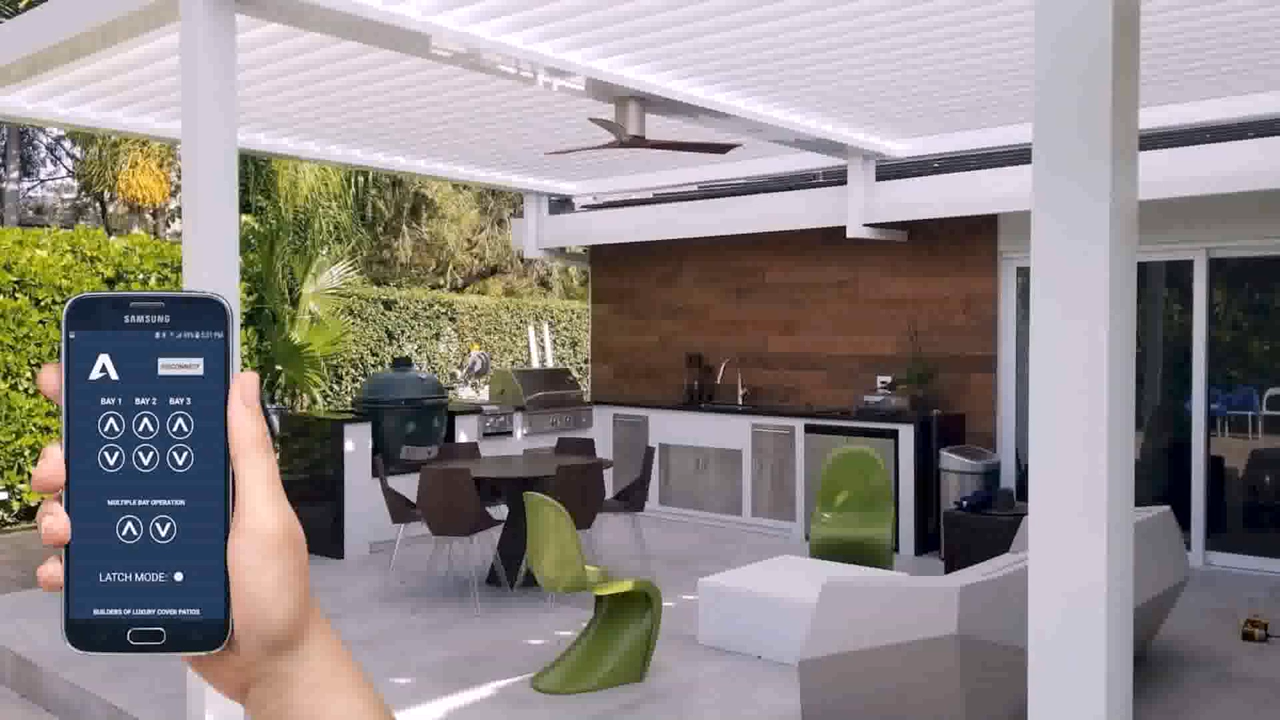 SAMSUNG
DISCONNECT
BAY 1 BAY 2 BAY 3
MULTIPLE BAY OPERATION
LATCH MODE:
BUILDERS OF LUXURY COVER PATIOS